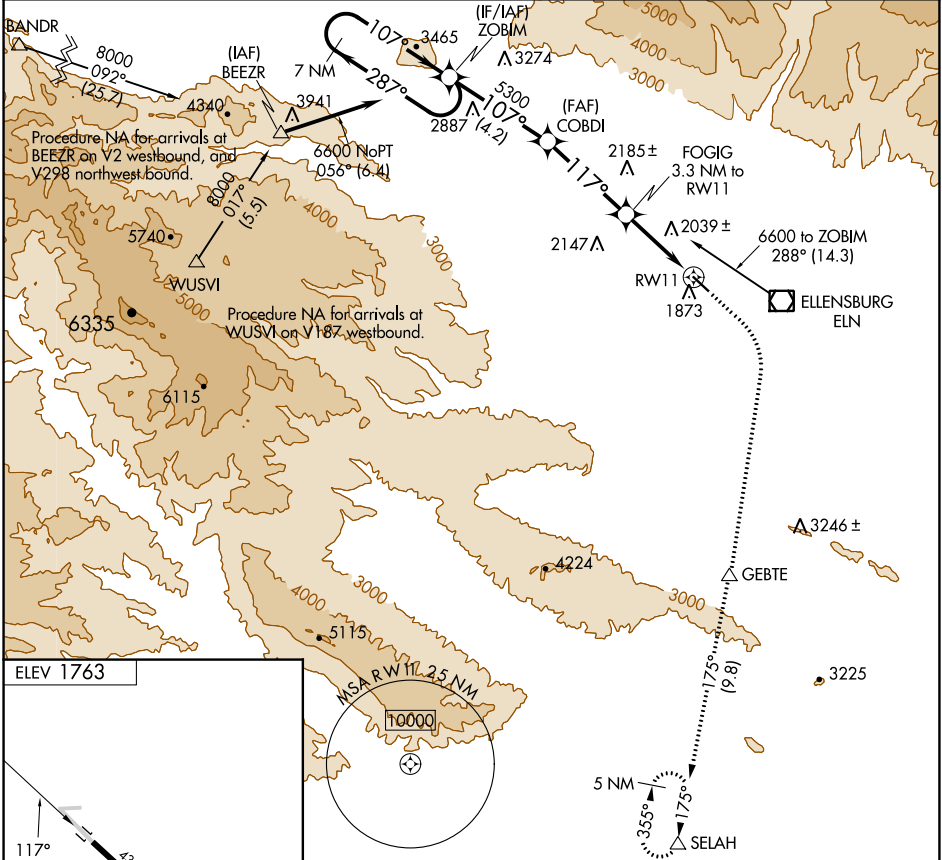 BANDR
8000
092°
(25.7)
(IAF)
BEEZR
7 NM
107°
287°
3465
(IF/IAF)
ZOBIM
3274
5000
4000
3000
4340
3941
2887
5300
107°
(4.2)
(FAF)
COBDI
Procedure NA for arrivals at
BEEZR on V2 westbound, and
V298 northwest bound.
6600 NoPT
056° (6.4)
8000
017°
(5.5)
4000
3000
117°
2185 ±
FOGIG
3.3 NM to
RW11
5740
WUSVI
2147
2039 ±
6600 to ZOBIM
288° (14.3)
RW11
1873
ELLENSBURG
ELN
5000
6335
Procedure NA for arrivals at
WUSVI on V187 westbound.
6115
3246 ±
4224
GEBTE
3000
4000
3000
5115
175°
(9.8)
3225
ELEV 1763
MSA RW11 25 NM
10000
5 NM
355°
175°
SELAH
117°